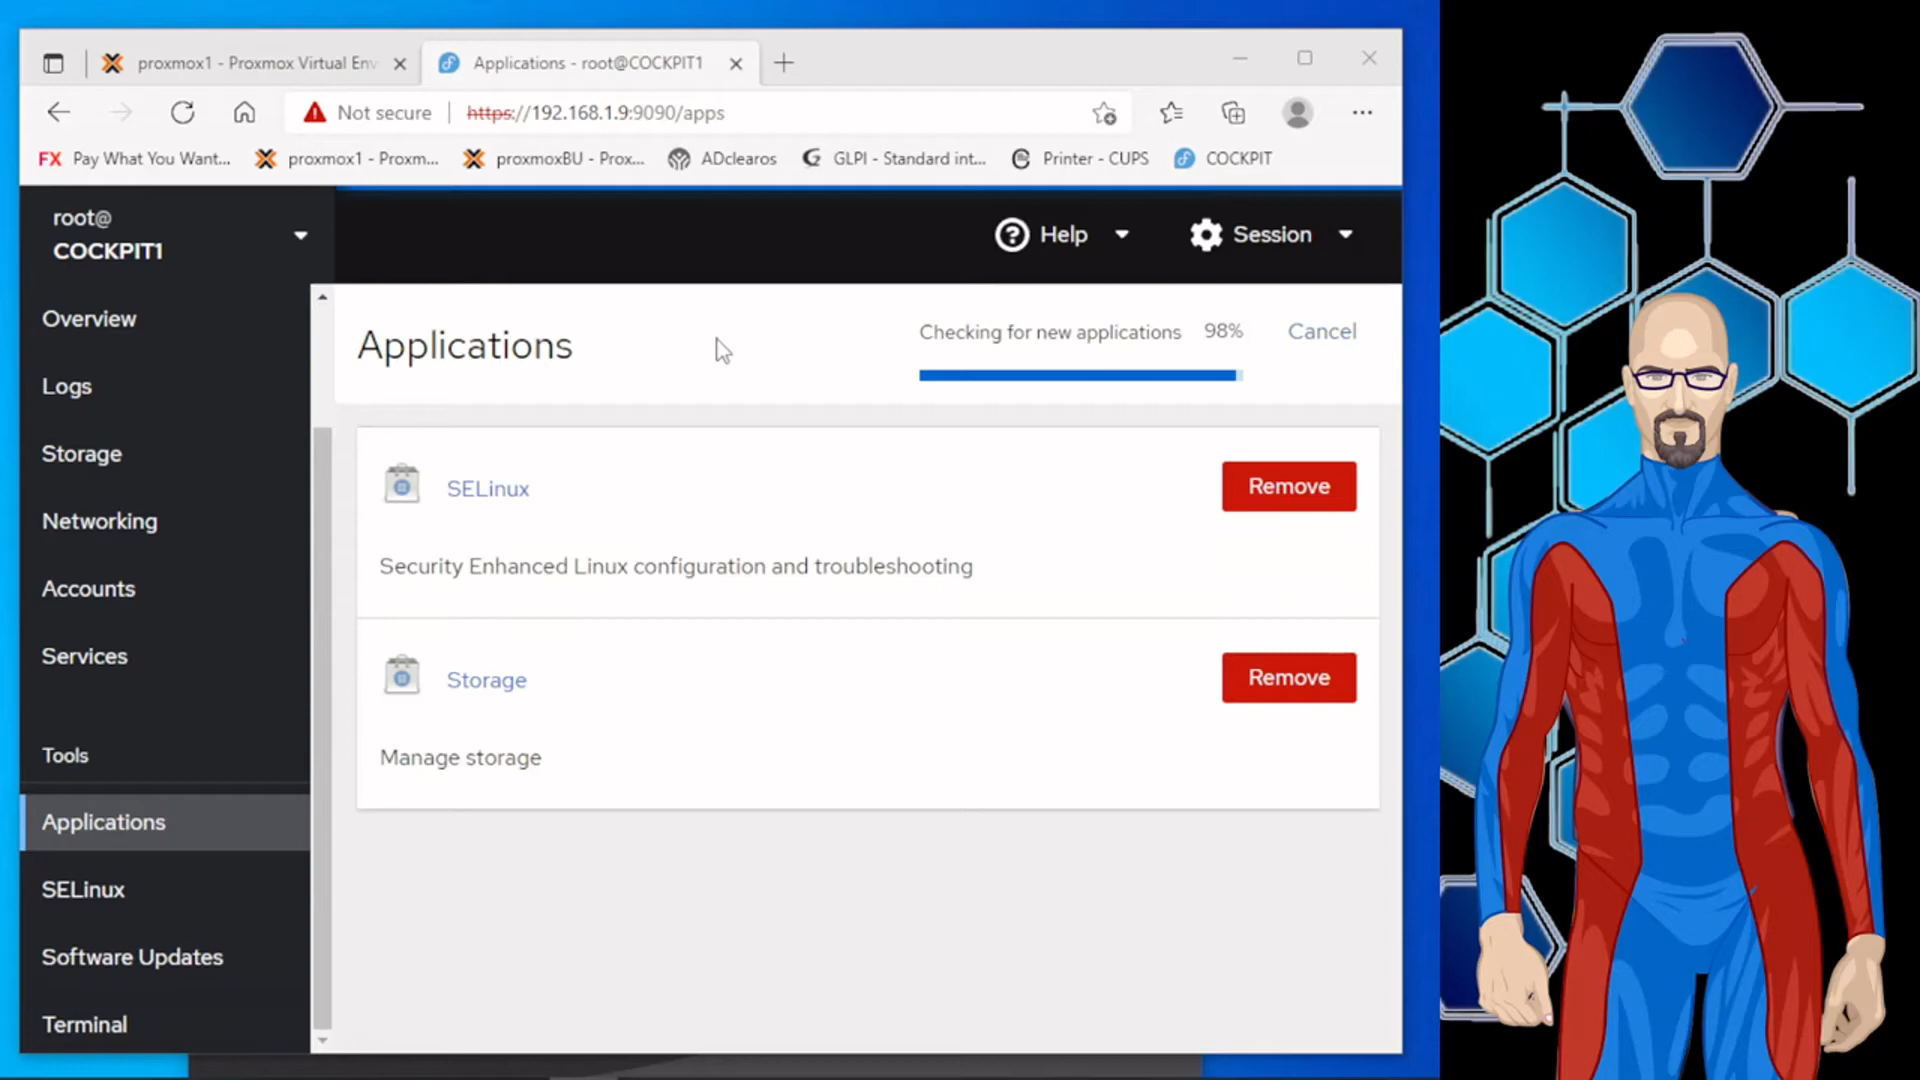 proxmox1 - Proxmox Virtual Env
Applications - root@COCKPIT1
Not secure
https://192.168.1.9:9090/apps
FX Pay What You Want...
proxmox1 - Proxm...
proxmoxBU - Prox...
ADclearos
GLPI - Standard int...
Printer - CUPS
COCKPIT
root@
COCKPIT1
Help
Session
Overview
Logs
Storage
Networking
Accounts
Services
Tools
Applications
SELinux
Software Updates
Terminal
Applications
Checking for new applications 98%
Cancel
SELinux
Remove
Security Enhanced Linux configuration and troubleshooting
Storage
Remove
Manage storage